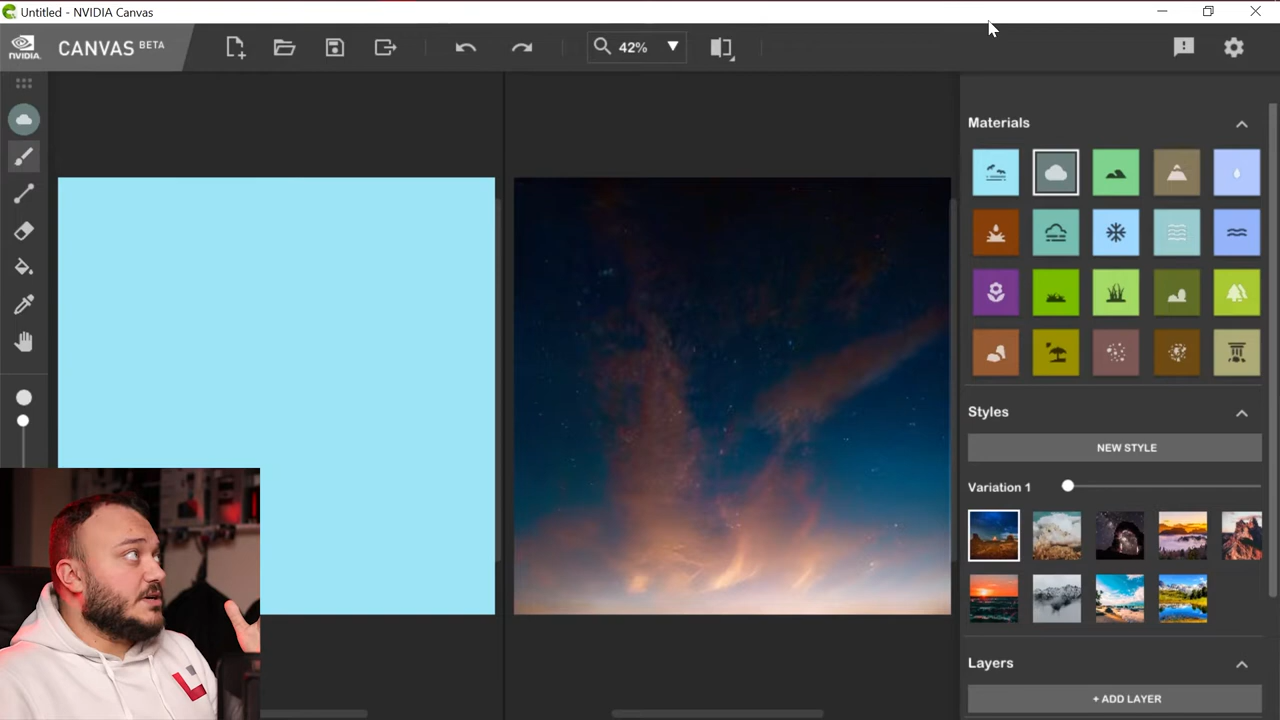 Untitled - NVIDIA Canvas
NVIDIA.
CANVAS BETA
42%
Materials
Styles
NEW STYLE
Variation 1
Layers
+ ADD LAYER